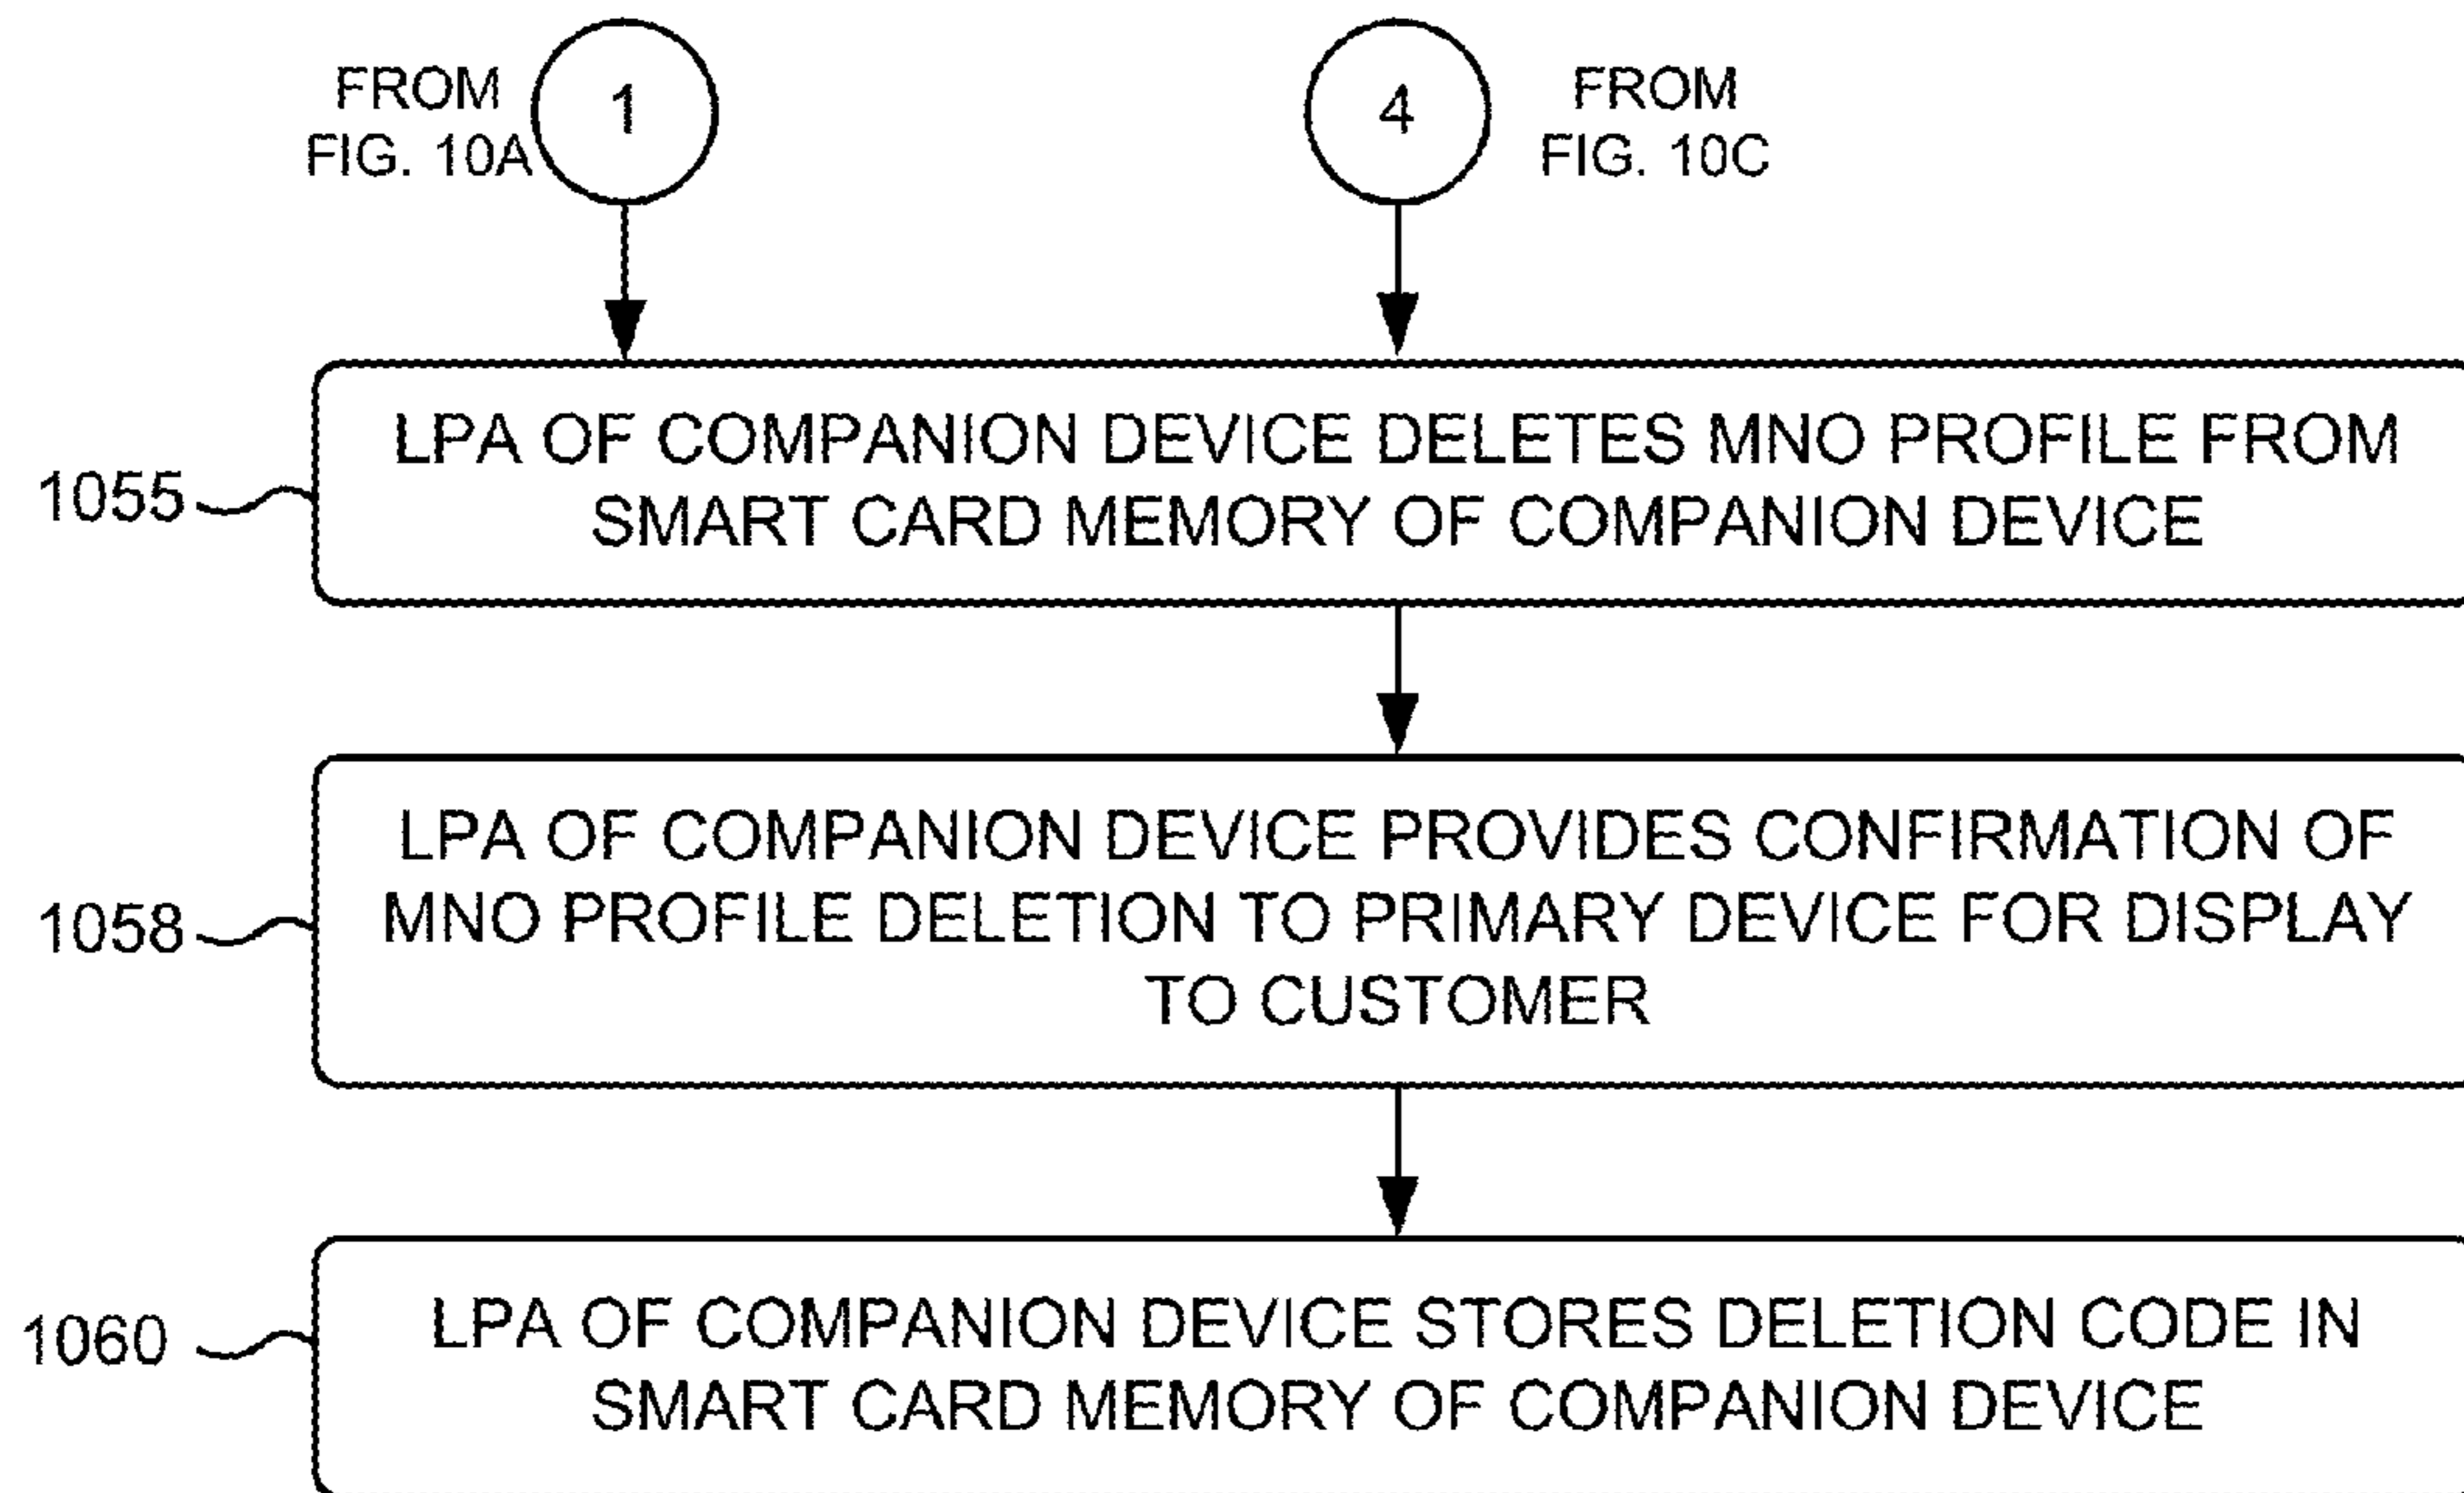 FROM
FIG. 10A
1
4
FROM
FIG. 10C
1055
LPA OF COMPANION DEVICE DELETES MNO PROFILE FROM
SMART CARD MEMORY OF COMPANION DEVICE
1058
LPA OF COMPANION DEVICE PROVIDES CONFIRMATION OF
MNO PROFILE DELETION TO PRIMARY DEVICE FOR DISPLAY
TO CUSTOMER
1060
LPA OF COMPANION DEVICE STORES DELETION CODE IN
SMART CARD MEMORY OF COMPANION DEVICE